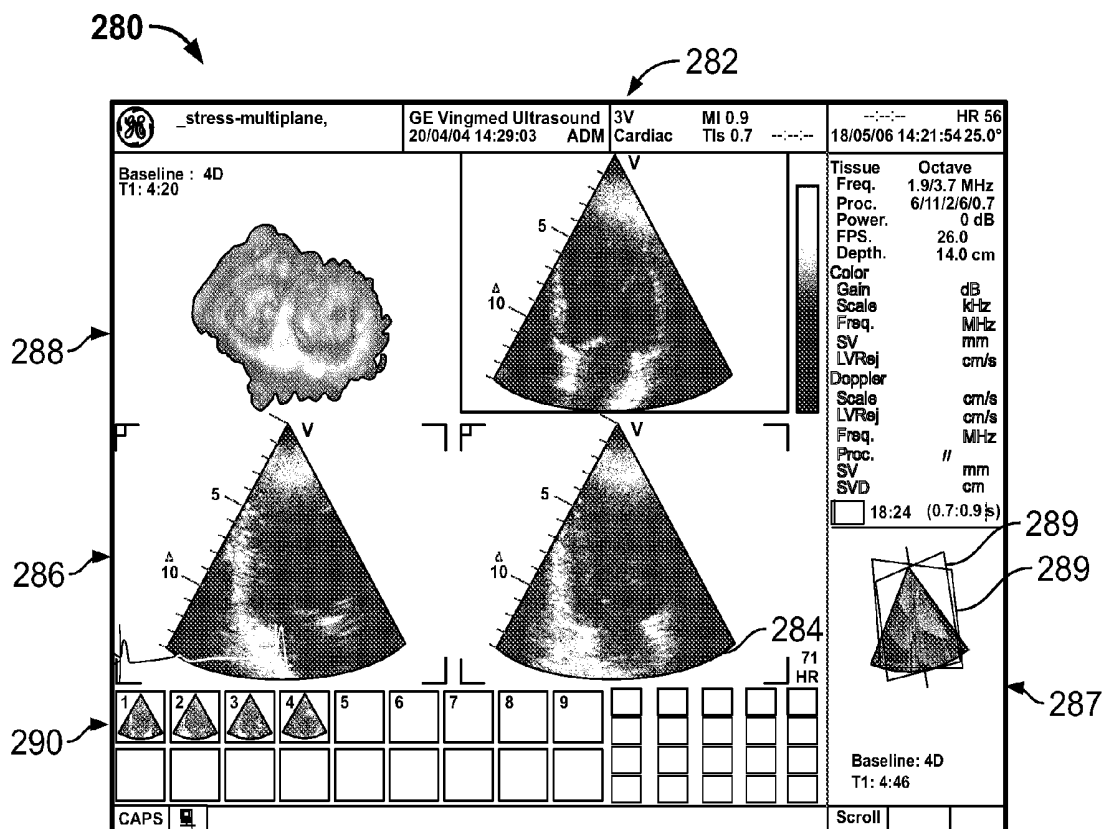 280
282
_stress-multiplane,
GE Vingmed Ultrasound
20/04/04 14:29:03 ADM
3V MI 0.9
Cardiac TIs 0.7 --:--:--
--:--:-- HR 56
18/05/06 14:21:54 25.0°
Baseline : 4D
T1: 4:20
V
5
10
Tissue Octave
Freq. 1.9/3.7 MHz
Proc. 6/11/2/6/0.7
Power. 0 dB
FPS. 26.0
Depth. 14.0 cm
Color
Gain dB
Scale kHz
Freq. MHz
SV mm
LVRej cm/s
Doppler
Scale cm/s
LVRej cm/s
Freq. MHz
Proc. //
SV mm
SVD cm
18:24 (0.7:0.9 s)
288
V
5
10
V
5
10
286
289
289
284
71
HR
287
290
1 2 3 4 5 6 7 8 9
Baseline: 4D
T1: 4:46
CAPS
Scroll